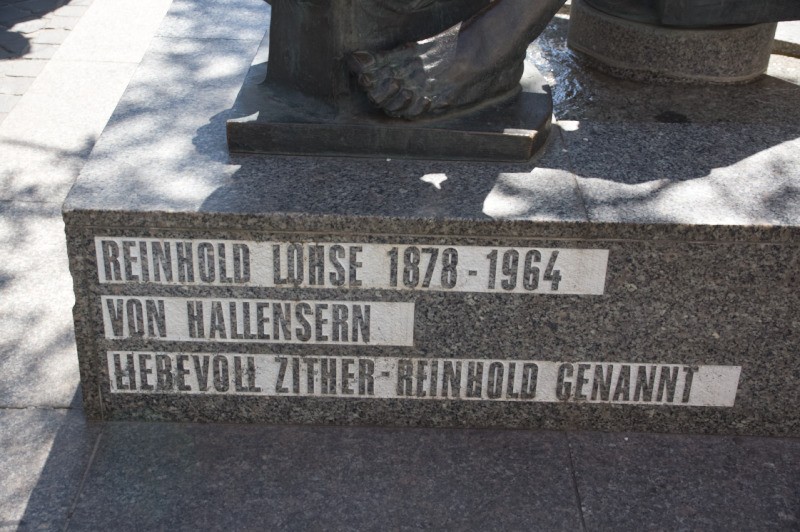 REINHOLD LOHSE 1878-1964
VON HALLENSERN
LIEBEVOLL ZITHER-REINHOLD GENANNT